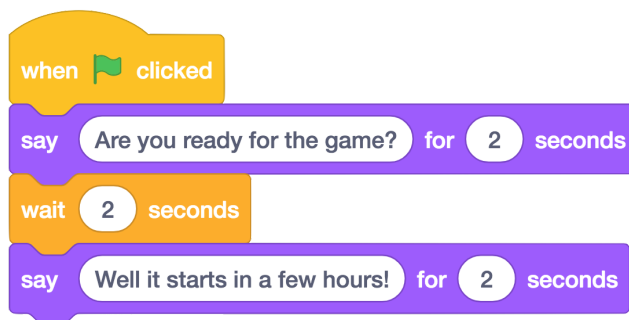 when clicked
say Are you ready for the game? for 2 seconds
wait 2 seconds
say Well it starts in a few hours! for 2 seconds